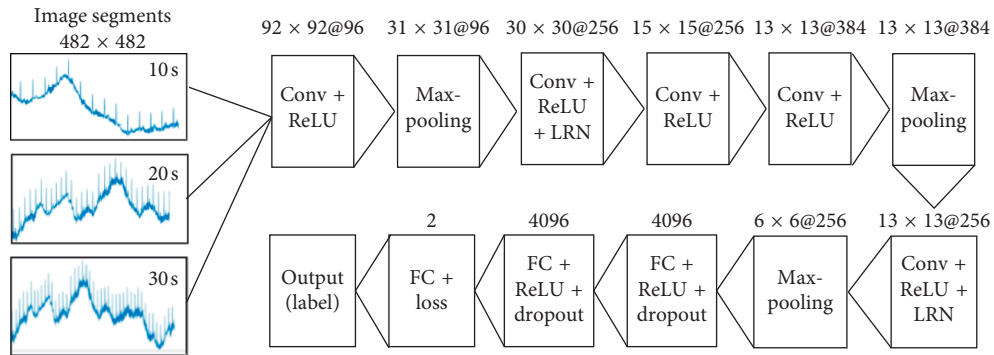 Image segments
482 × 482
10 s
20 s
30 s
92 × 92@96
31 × 31@96
30 × 30@256
15 × 15@256
13 × 13@384
13 × 13@384
Conv +
ReLU
Max-
pooling
Conv +
ReLU
+ LRN
Conv +
ReLU
Conv +
ReLU
Max-
pooling
2
4096
4096
6 × 6@256
13 × 13@256
Output
(label)
FC +
loss
FC +
ReLU +
dropout
FC +
ReLU +
dropout
Max-
pooling
Conv +
ReLU +
LRN